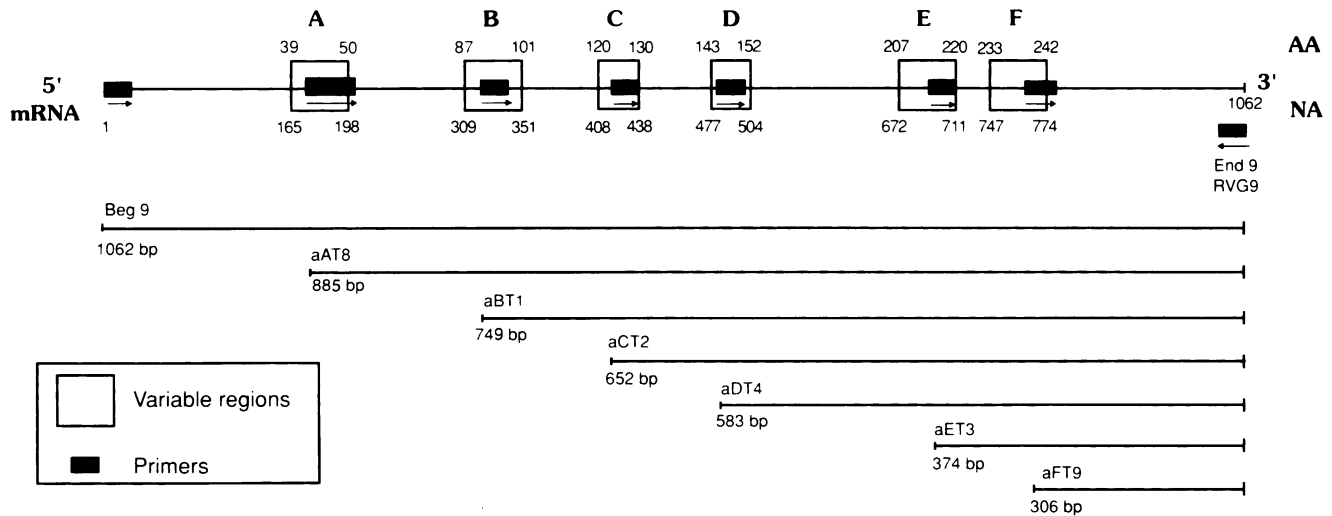 A B C D E F
39 50 87 101 120 130 143 152 207 220 233 242 AA
5' 3'
mRNA 1062 NA
1 165 198 309 351 408 438 477 504 672 711 747 774
End 9
RVG9
Beg 9
1062 bp
aAT8
885 bp
aBT1
749 bp
aCT2
652 bp
aDT4
583 bp
aET3
374 bp
aFT9
306 bp
Variable regions
Primers